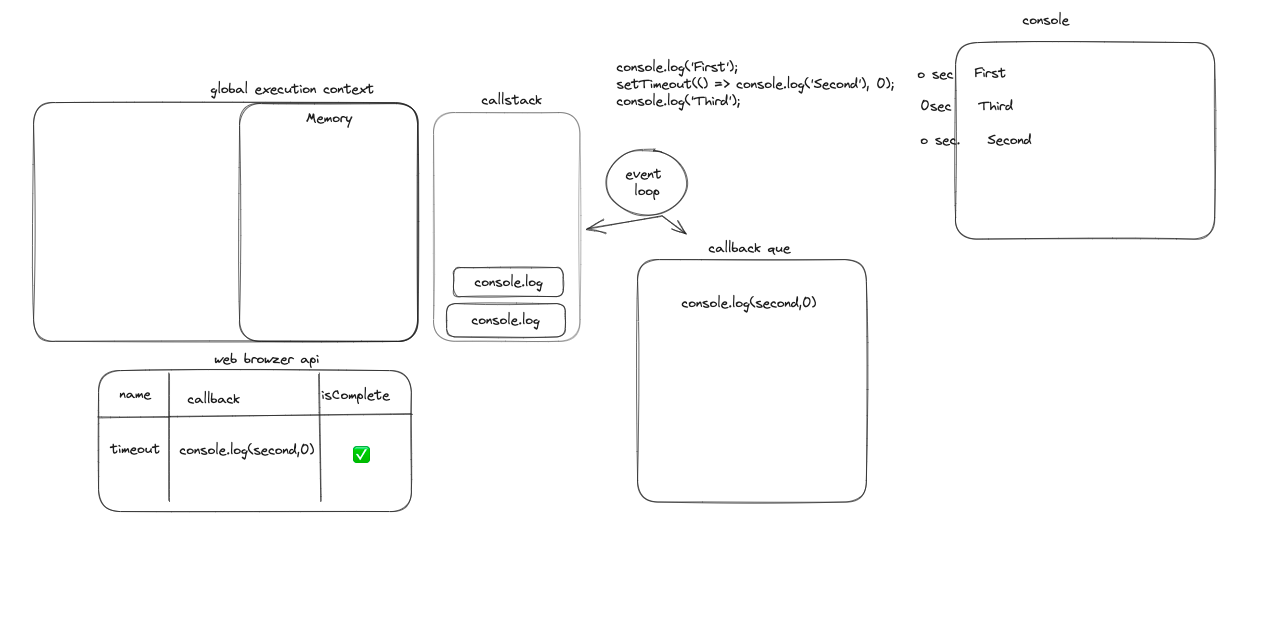 console
console.log('First');
setTimeout(() => console.log('Second'), 0);
console.log('Third');
o sec First
0sec Third
o sec. Second
global execution context
Memory
callstack
event
loop
callback que
console.log
console.log
console.log(second,0)
web browzer api
name callback isComplete
timeout console.log(second,0) ✅